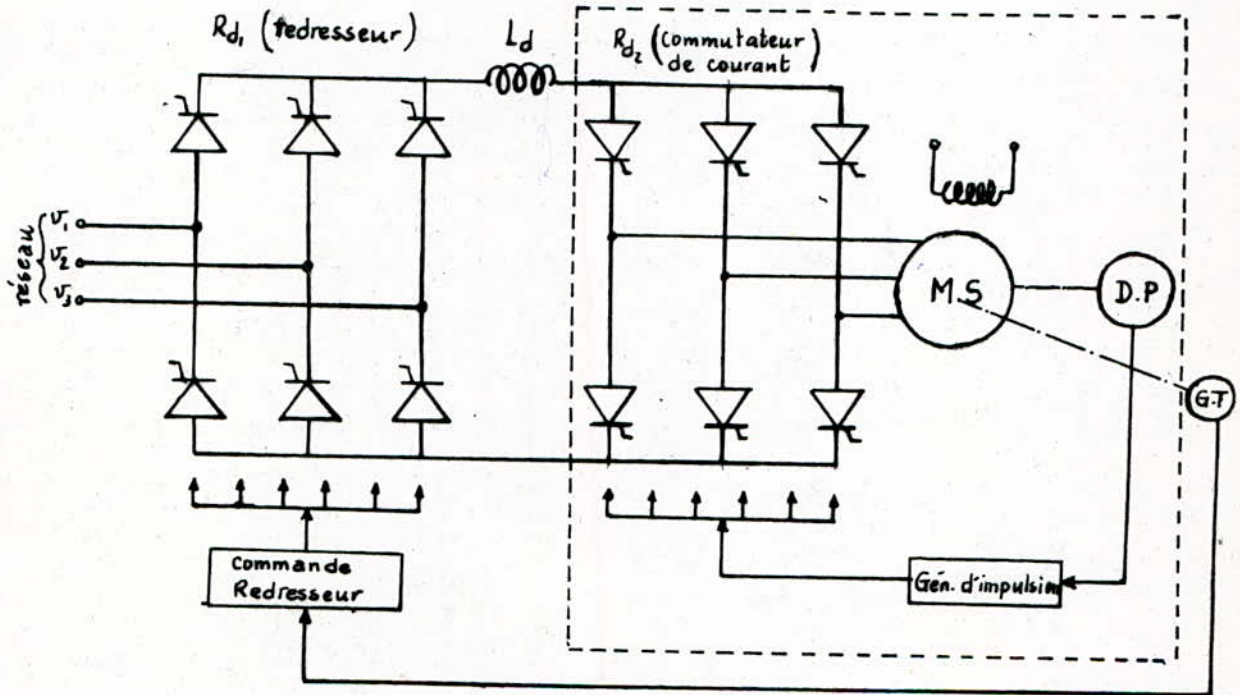 Rd₁ (redresseur)
Ld
Rd₂ (Commutateur
de courant)
réseau
v₁
v₂
v₃
M.S
D.P
G.T
Commande
Redresseur
Gén. d'impulsion